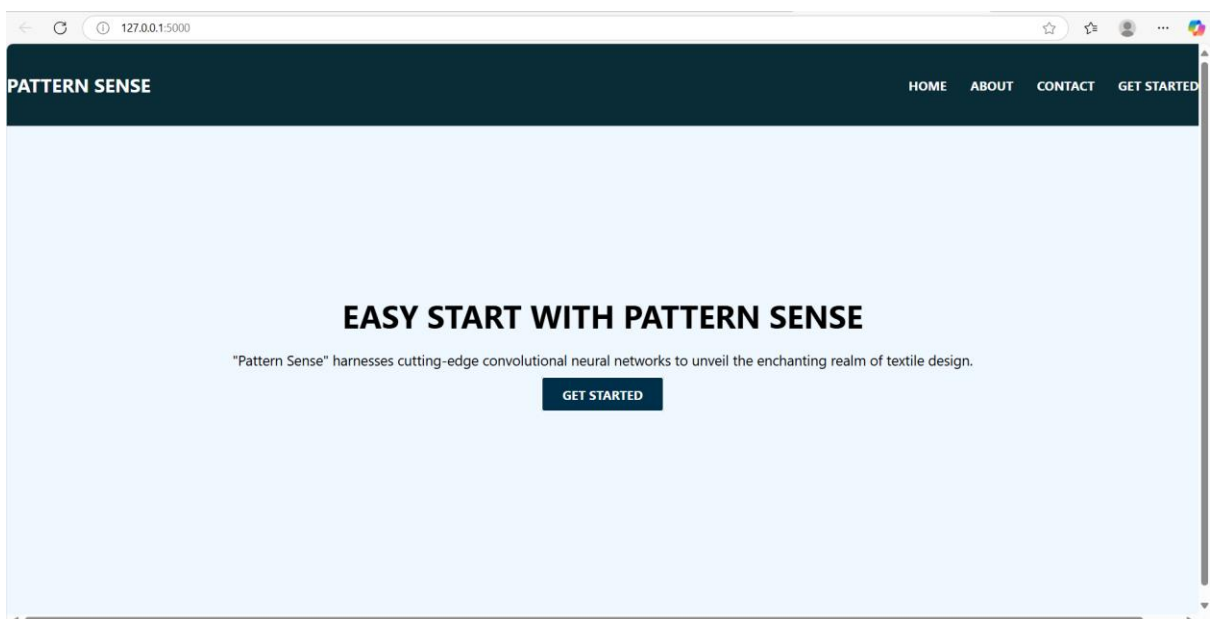 127.0.0.1:5000
PATTERN SENSE HOME ABOUT CONTACT GET STARTED
EASY START WITH PATTERN SENSE
"Pattern Sense" harnesses cutting-edge convolutional neural networks to unveil the enchanting realm of textile design.
GET STARTED